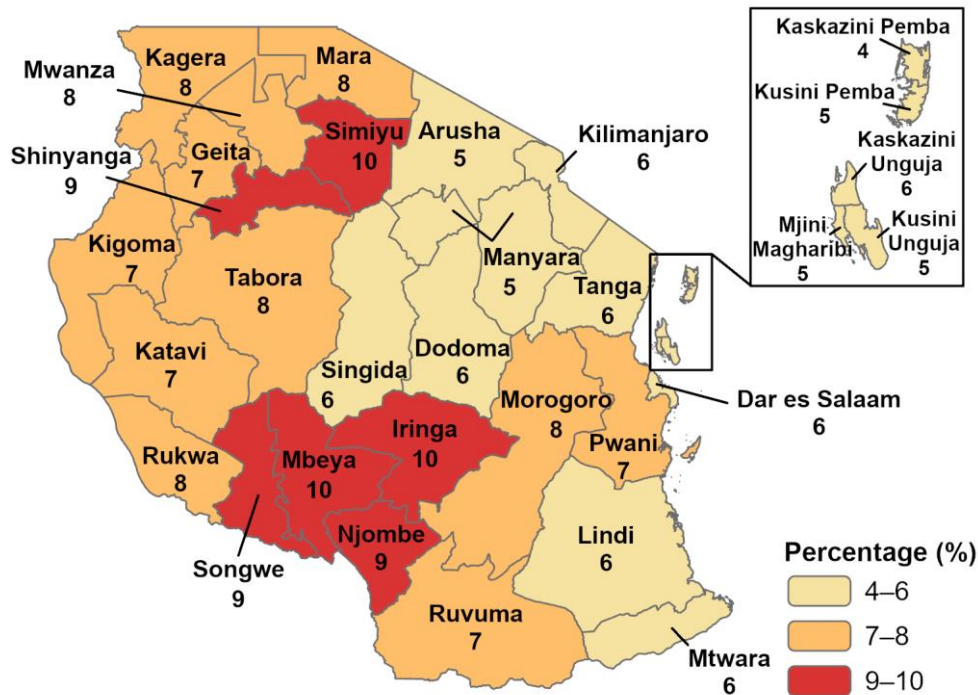 Kaskazini Pemba
4
Kusini Pemba
5
Kaskazini
Unguja
6
Mjini
Magharibi
5
Kusini
Unguja
5
Kagera
8
Mara
8
Mwanza
8
Simiyu
10
Arusha
5
Kilimanjaro
6
Shinyanga
9
Geita
7
Kigoma
7
Tabora
8
Manyara
5
Tanga
6
Katavi
7
Singida
6
Dodoma
6
Morogoro
8
Dar es Salaam
6
Pwani
7
Rukwa
8
Mbeya
10
Iringa
10
Songwe
9
Njombe
9
Lindi
6
Ruvuma
7
Mtwara
6
Percentage (%)
4–6
7–8
9–10